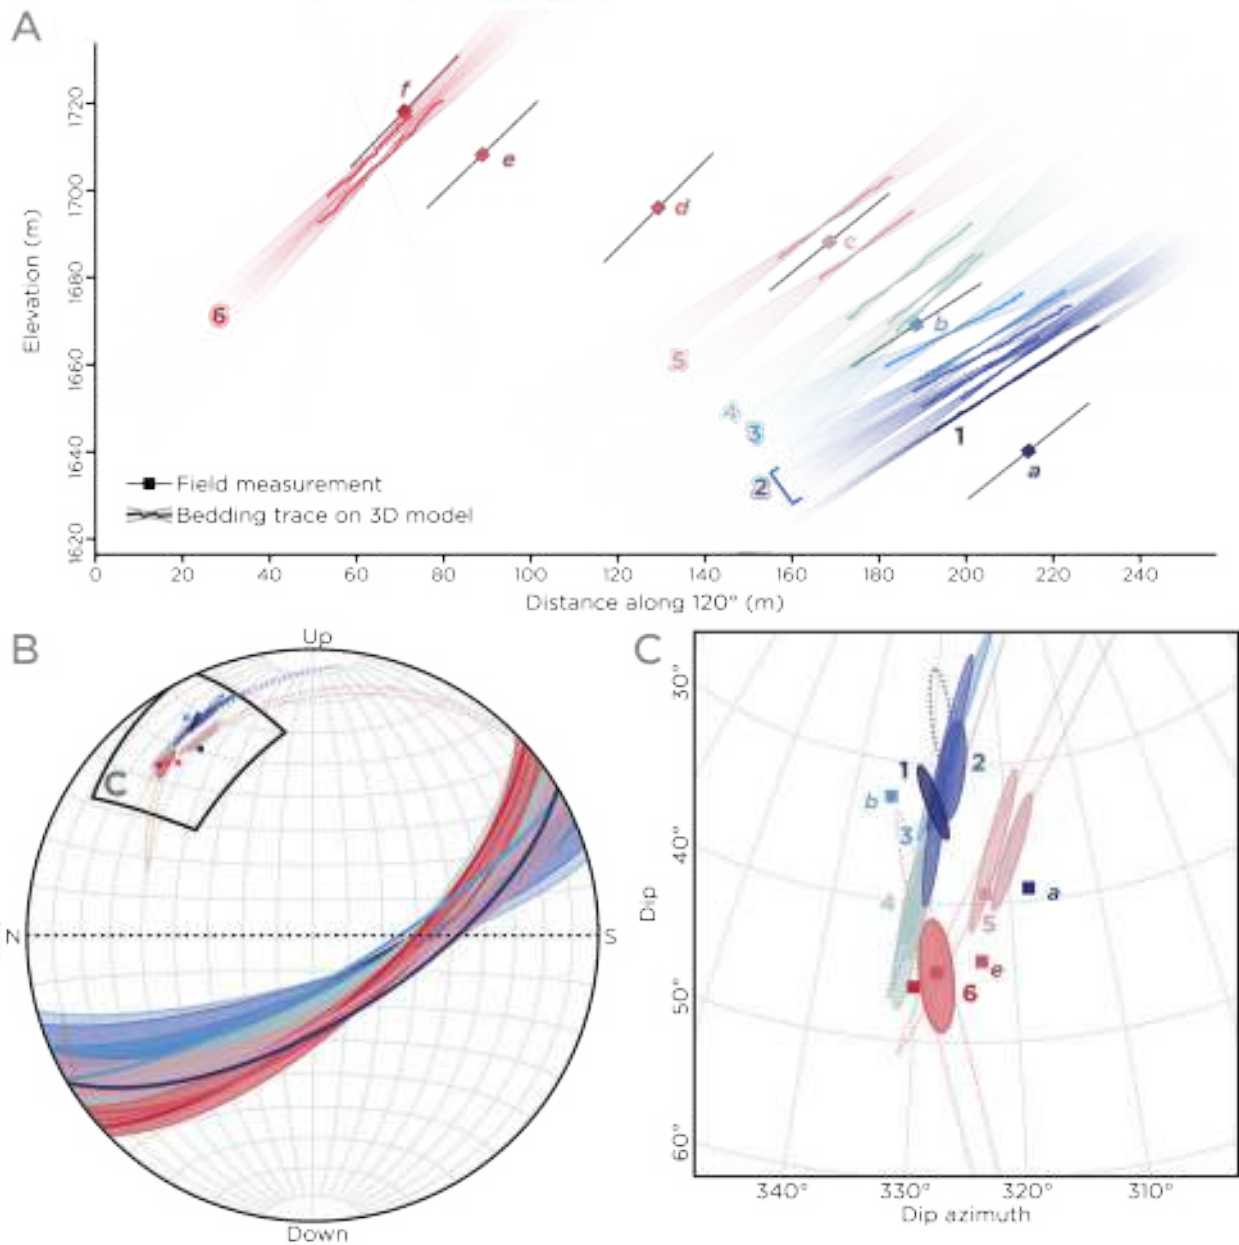 A
Elevation (m)
1720
1700
1680
1660
1640
1620
f
e
d
c
b
a
6
5
4
3
2
1
Field measurement
Bedding trace on 3D model
0 20 40 60 80 100 120 140 160 180 200 220 240
Distance along 120° (m)
B
Up
N
S
C
Down
C
Dip
30°
40°
50°
60°
1
2
b
3
4
a
5
e
6
340° 330° 320° 310°
Dip azimuth